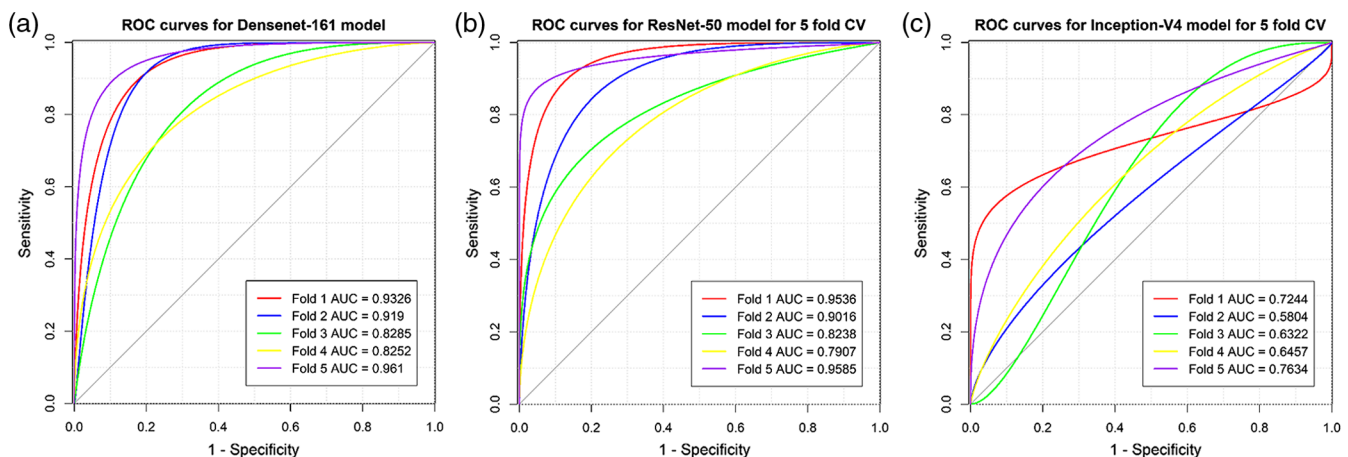 (a)
ROC curves for Densenet-161 model
Sensitivity
1.0
0.8
0.6
0.4
0.2
0.0
Fold 1 AUC = 0.9326
Fold 2 AUC = 0.919
Fold 3 AUC = 0.8285
Fold 4 AUC = 0.8252
Fold 5 AUC = 0.961
0.0 0.2 0.4 0.6 0.8 1.0
1 - Specificity
(b)
ROC curves for ResNet-50 model for 5 fold CV
Sensitivity
1.0
0.8
0.6
0.4
0.2
0.0
Fold 1 AUC = 0.9536
Fold 2 AUC = 0.9016
Fold 3 AUC = 0.8238
Fold 4 AUC = 0.7907
Fold 5 AUC = 0.9585
0.0 0.2 0.4 0.6 0.8 1.0
1 - Specificity
(c)
ROC curves for Inception-V4 model for 5 fold CV
Sensitivity
1.0
0.8
0.6
0.4
0.2
0.0
Fold 1 AUC = 0.7244
Fold 2 AUC = 0.5804
Fold 3 AUC = 0.6322
Fold 4 AUC = 0.6457
Fold 5 AUC = 0.7634
0.0 0.2 0.4 0.6 0.8 1.0
1 - Specificity